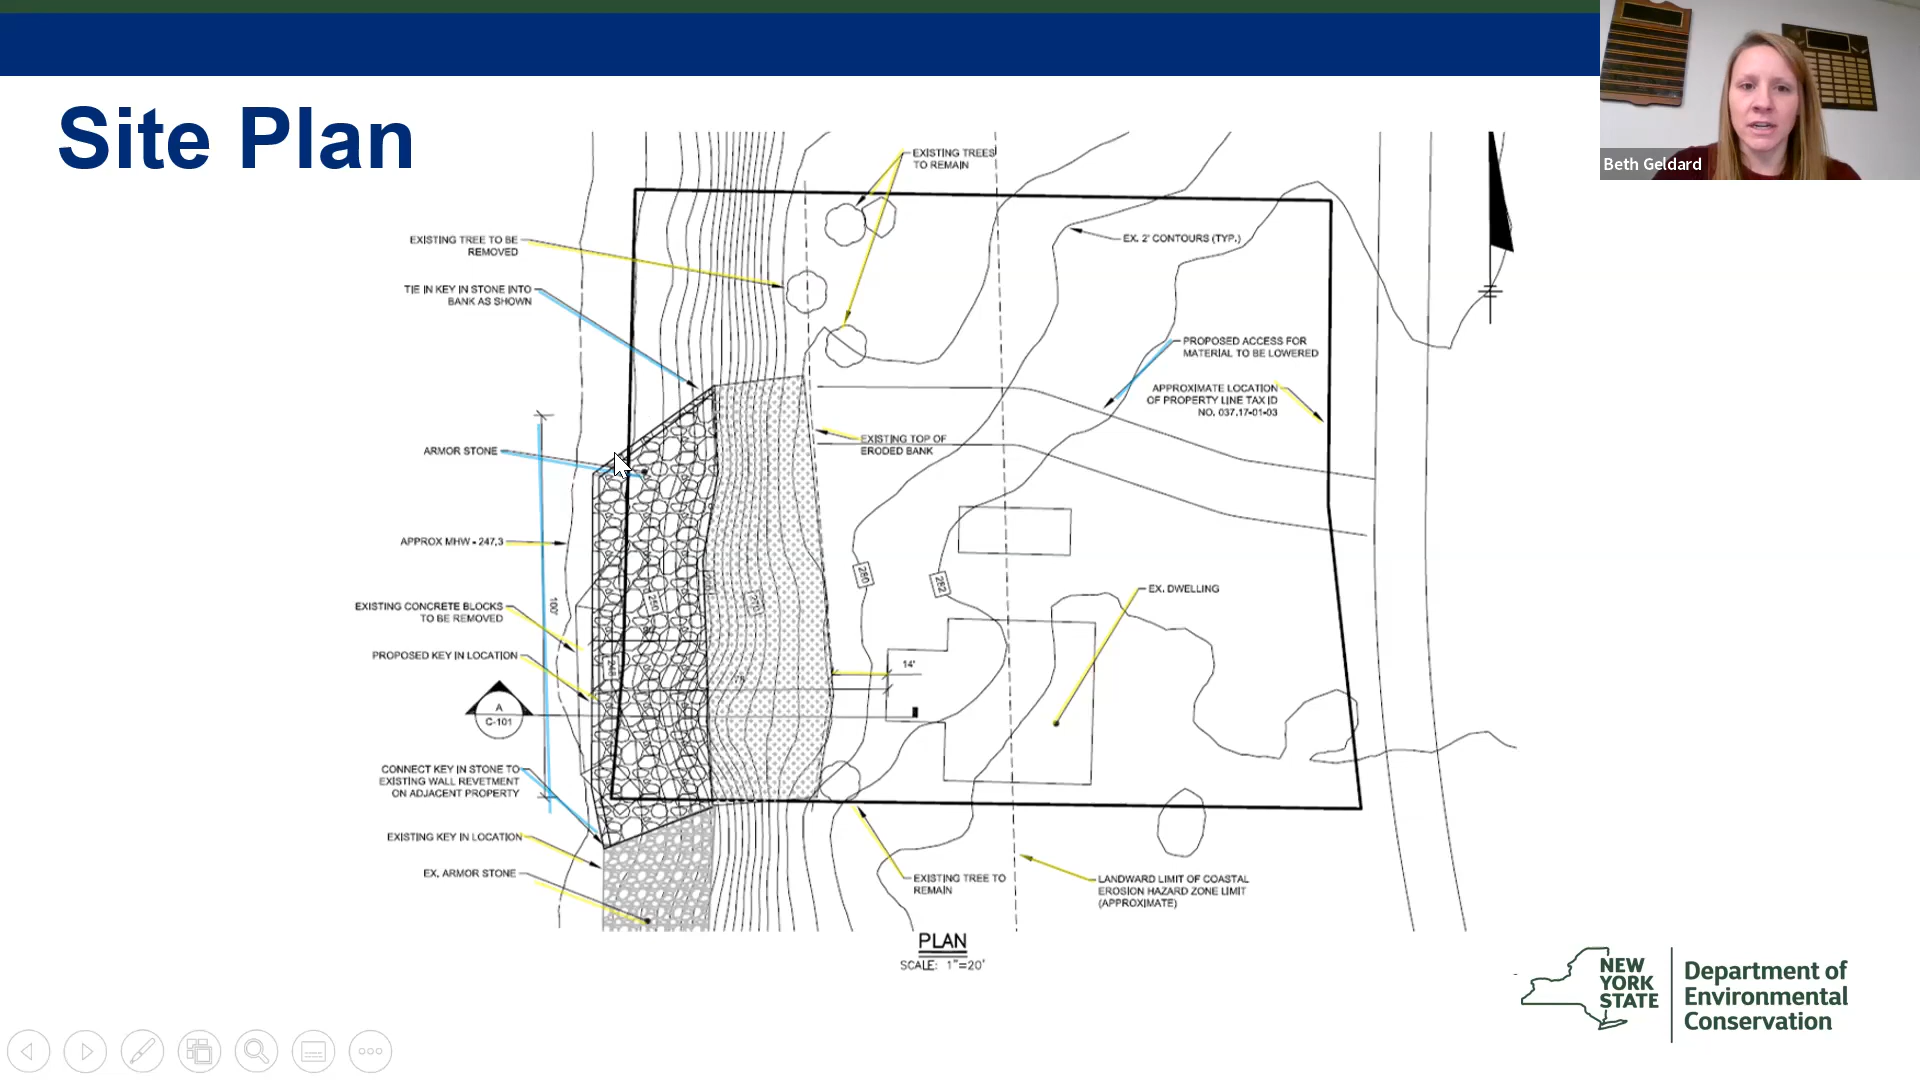 Site Plan
Beth Geldard
EXISTING TREES
TO REMAIN
EXISTING TREE TO BE
REMOVED
EX. 2' CONTOURS (TYP.)
TIE IN KEY IN STONE INTO
BANK AS SHOWN
PROPOSED ACCESS FOR
MATERIAL TO BE LOWERED
APPROXIMATE LOCATION
OF PROPERTY LINE TAX ID
NO. 037.17-01-03
EXISTING TOP OF
ERODED BANK
ARMOR STONE
APPROX MHW - 247.3
260
262
EX. DWELLING
250
270
100'
EXISTING CONCRETE BLOCKS
TO BE REMOVED
PROPOSED KEY IN LOCATION
248
14'
A
C-101
CONNECT KEY IN STONE TO
EXISTING WALL REVETMENT
ON ADJACENT PROPERTY
EXISTING KEY IN LOCATION
EX. ARMOR STONE
EXISTING TREE TO
REMAIN
LANDWARD LIMIT OF COASTAL
EROSION HAZARD ZONE LIMIT
(APPROXIMATE)
PLAN
SCALE: 1"=20'
NEW
YORK
STATE
Department of
Environmental
Conservation